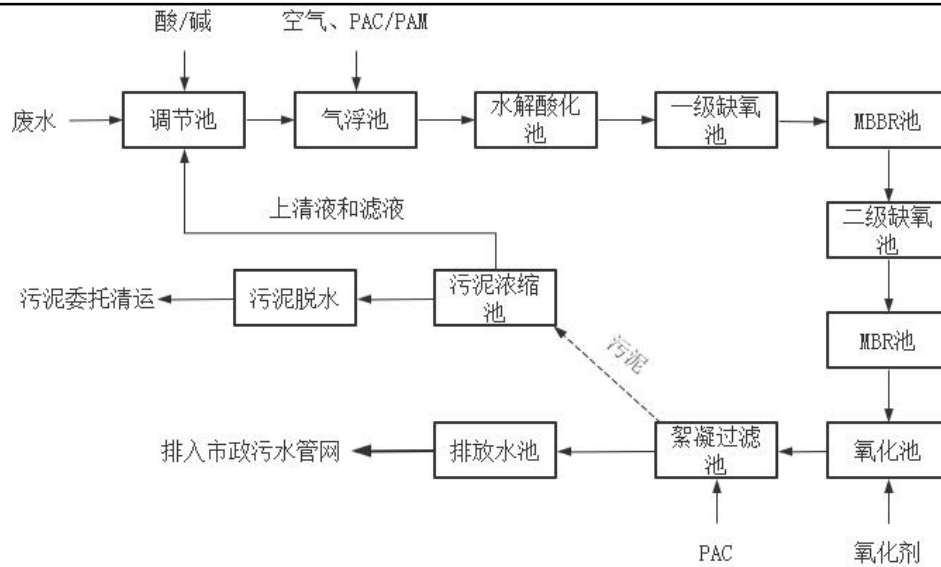 酸/碱
空气、PAC/PAM
废水
调节池
气浮池
水解酸化
池
一级缺氧
池
MBBR池
上清液和滤液
二级缺氧
池
污泥委托清运
污泥脱水
污泥浓缩
池
MBR池
污泥
排入市政污水管网
排放水池
絮凝过滤
池
氧化池
PAC
氧化剂